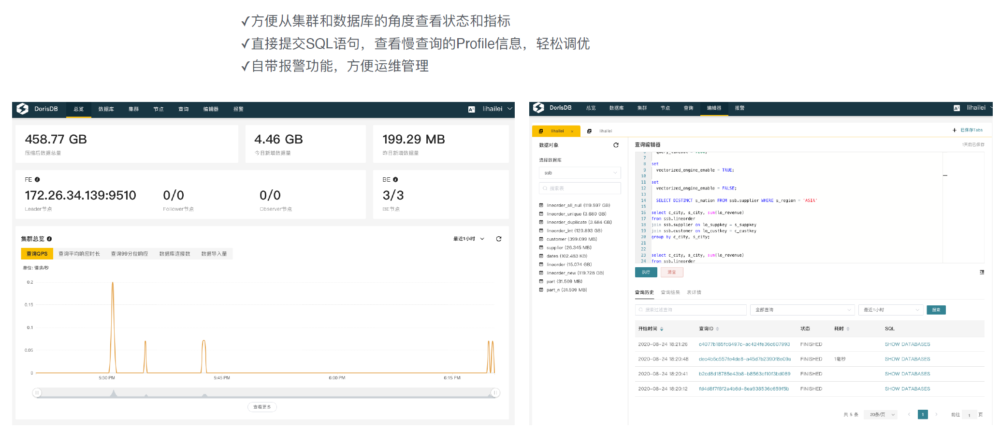 ✓方便从集群和数据库的角度查看状态和指标
✓直接提交SQL语句，查看慢查询的Profile信息，轻松调优
✓自带报警功能，方便运维管理
DorisDB 总览 数据库 集群 节点 查询 编辑器 报警 lihailei
458.77 GB 4.46 GB 199.29 MB
压缩后数据总量 今日新增数据量 昨日新增数据量
FE BE
172.26.34.139:9510 0/0 0/0 3/3
Leader节点 Follower节点 Observer节点 BE节点
集群总览 最近1小时
查询QPS 查询平均响应时长 查询99分位响应 数据库连接数 数据导入量
单位: 请求/秒
0.2
0.15
0.1
0.05
0
5:30 PM 5:45 PM 6:00 PM 6:15 PM
查看更多
DorisDB 总览 数据库 集群 节点 查询 编辑器 报警 lihailei
lihailei × lihailei + 已保存Tabs
数据对象
选择数据库
ssb
搜索表
lineorder_all_null (119.597 GB)
lineorder_unique (3.680 GB)
lineorder_duplicate (3.684 GB)
lineorder_int (120.893 GB)
customer (399.099 MB)
supplier (26.345 MB)
dates (102.483 KB)
lineorder (15.074 GB)
lineorder_new (119.728 GB)
part (31.509 MB)
part_n (31.509 MB)
查询编辑器 1天前已保存
7
8 set
9 vectorized_engine_enable = TRUE;
10
11 set
12 vectorized_engine_enable = FALSE;
13
14 SELECT DISTINCT s_nation FROM ssb.supplier WHERE s_region = 'ASIA'
15
16 select c_city, s_city, sum(lo_revenue)
17 from ssb.lineorder
18 join ssb.supplier on lo_suppkey = s_suppkey
19 join ssb.customer on lo_custkey = c_custkey
20 group by c_city, s_city;
21
22
23 select c_city, s_city, sum(lo_revenue)
24 from ssb.lineorder
执行 清空
查询历史 查询结果 表详情
搜索过滤查询 全部查询 最近1小时 搜索
开始时间 查询ID 状态 耗时 SQL
2020-08-24 18:21:26 c4077b185fc6497c-ac424fe36c607993 FINISHED SHOW DATABASES
2020-08-24 18:20:48 dec4b5c557fe4de8-a45d7b2390f8e09a FINISHED 1毫秒 SHOW DATABASES
2020-08-24 18:20:41 b2cd8d18785e43b8-b8563cf10f3bd089 FINISHED SHOW DATABASES
2020-08-24 18:20:12 fd4d8f7f8f2a4b6d-8ea938536c659f5b FINISHED SHOW DATABASES
共 5 条 20条/页 1 前往 1 页